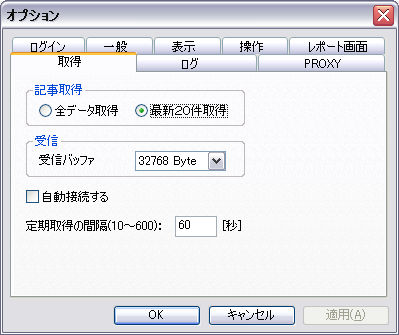 オプション
ログイン 一般 表示 操作 レポート画面
取得 ログ PROXY
記事取得
全データ取得 最新20件取得
受信
受信バッファ 32768 Byte
自動接続する
定期取得の間隔(10～600): 60 [秒]
OK キャンセル 適用(A)